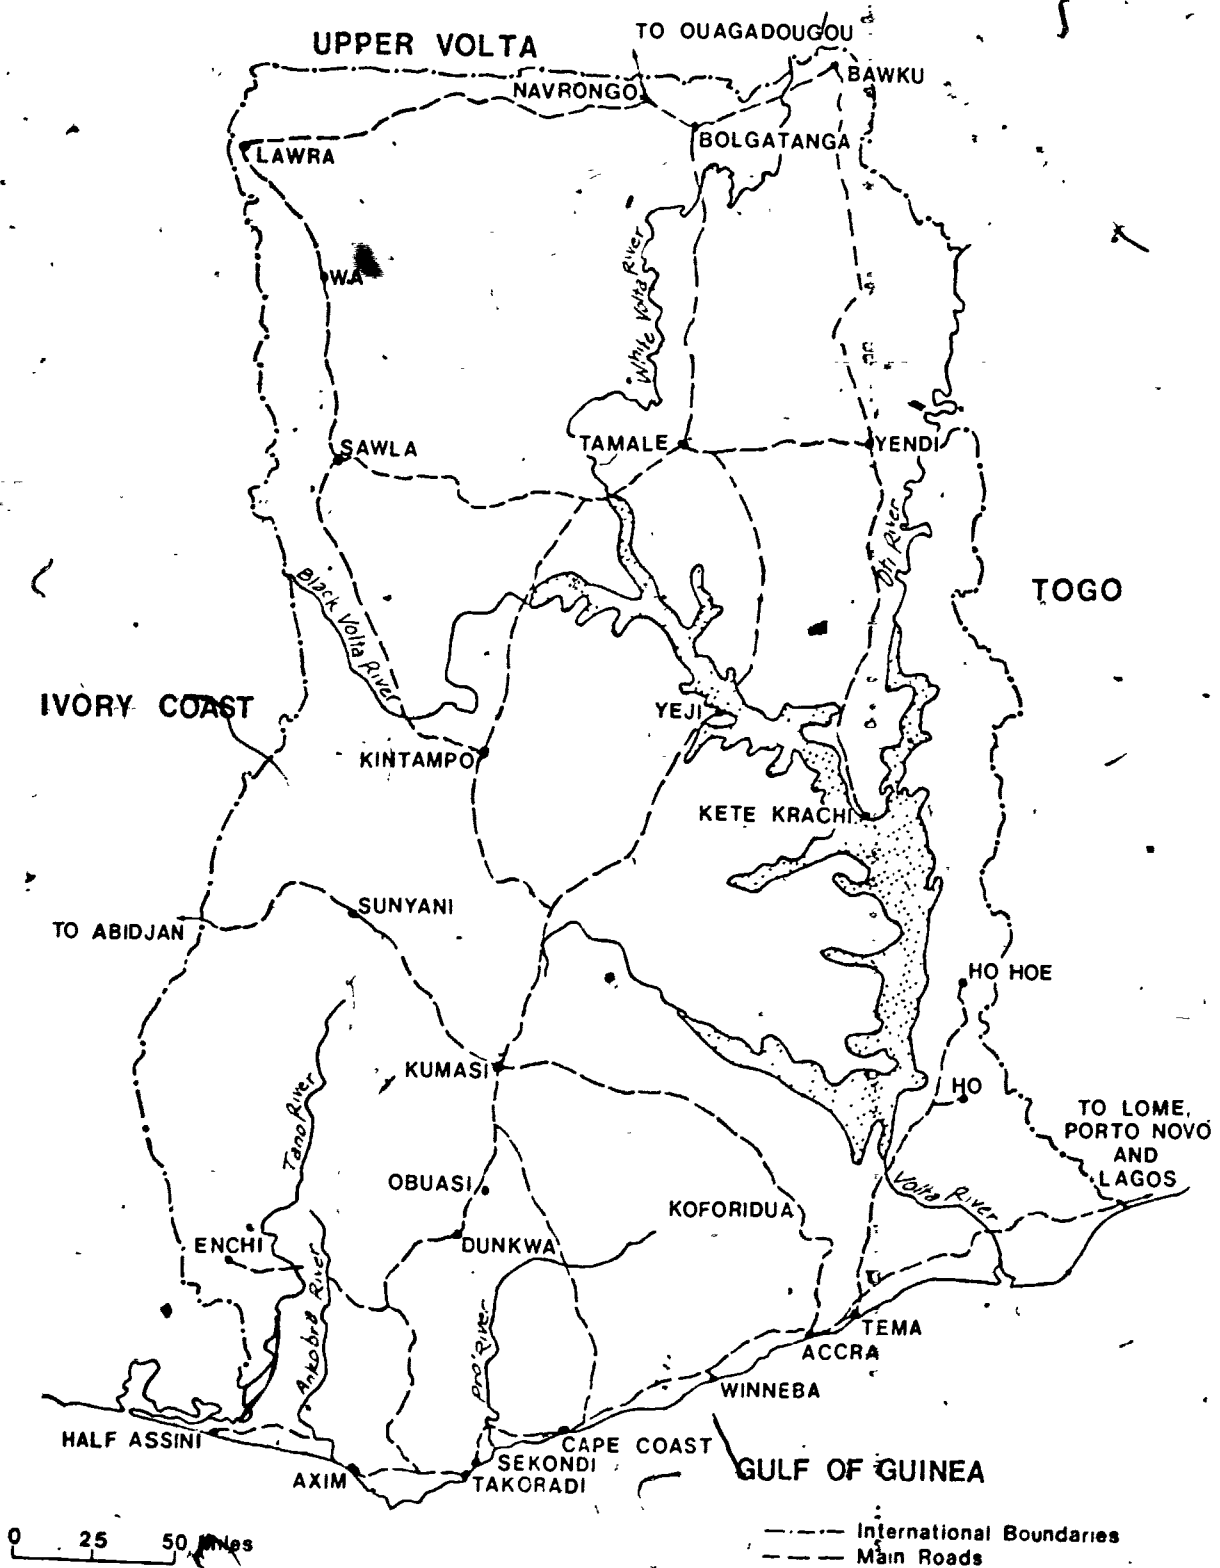 TO OUAGADOUGOU
UPPER VOLTA
BAWKU
NAVRONGO
BOLGATANGA
LAWRA
White Volta River
WA
SAWLA
TAMALE
YENDI
Oti River
Black Volta River
TOGO
IVORY COAST
YEJI
KINTAMPO
KETE KRACHI
SUNYANI
TO ABIDJAN
HO HOE
KUMASI
HO
Tano River
TO LOME,
PORTO NOVO
AND
LAGOS
OBUASI
KOFORIDUA
Volta River
ENCHI
DUNKWA
Ankobra River
Pra River
TEMA
ACCRA
WINNEBA
HALF ASSINI
CAPE COAST
SEKONDI
AXIM
TAKORADI
GULF OF GUINEA
0 25 50 Miles
International Boundaries
Main Roads